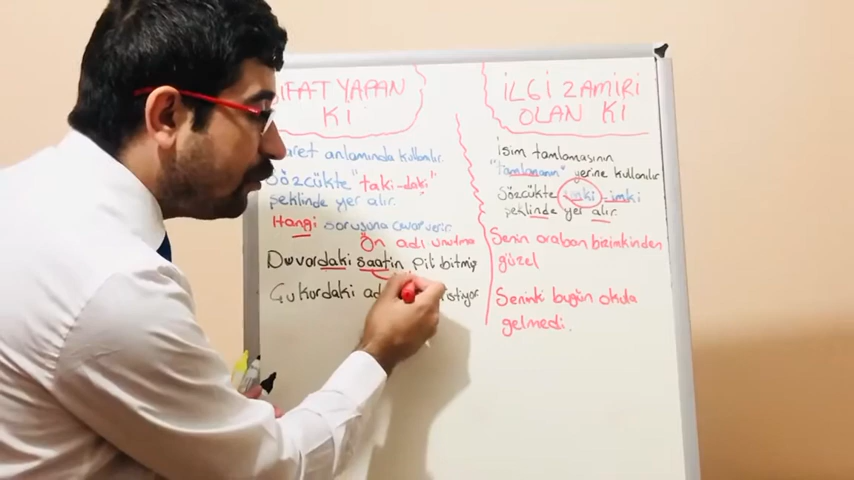 IFAT YAPAN
Kİ
aret anlamında kullanılır.
Sözcükte "taki-daki"
şeklinde yer alır.
Hangi sorusuna cevap verir.
Ön adı unutma
Duvardaki saatin pili bitmiş
Çukurdaki
İLGİ ZAMİRİ
OLAN Kİ
İsim tamlamasının
"tamlananın" yerine kullanılır
Sözcükte -imki
şeklinde yer alır.
Senin araban bizimkinden
güzel
Seninki bugün okula
gelmedi.